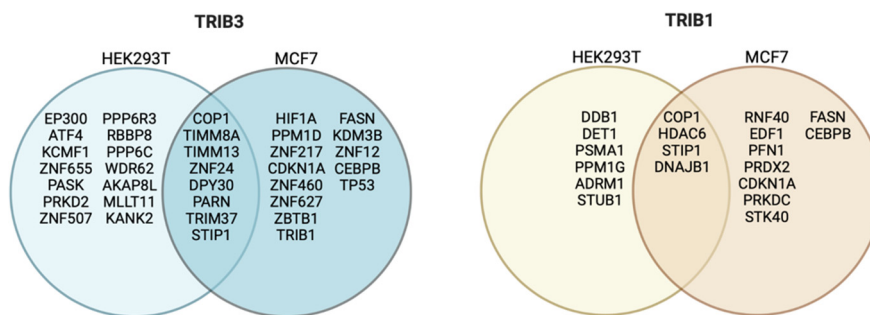 TRIB3
HEK293T
MCF7
EP300 PPP6R3
ATF4 RBBP8
KCMF1 PPP6C
ZNF655 WDR62
PASK AKAP8L
PRKD2 MLLT11
ZNF507 KANK2
COP1
TIMM8A
TIMM13
ZNF24
DPY30
PARN
TRIM37
STIP1
HIF1A FASN
PPM1D KDM3B
ZNF217 ZNF12
CDKN1A CEBPB
ZNF460 TP53
ZNF627
ZBTB1
TRIB1
TRIB1
HEK293T
MCF7
DDB1
DET1
PSMA1
PPM1G
ADRM1
STUB1
COP1
HDAC6
STIP1
DNAJB1
RNF40 FASN
EDF1 CEBPB
PFN1
PRDX2
CDKN1A
PRKDC
STK40